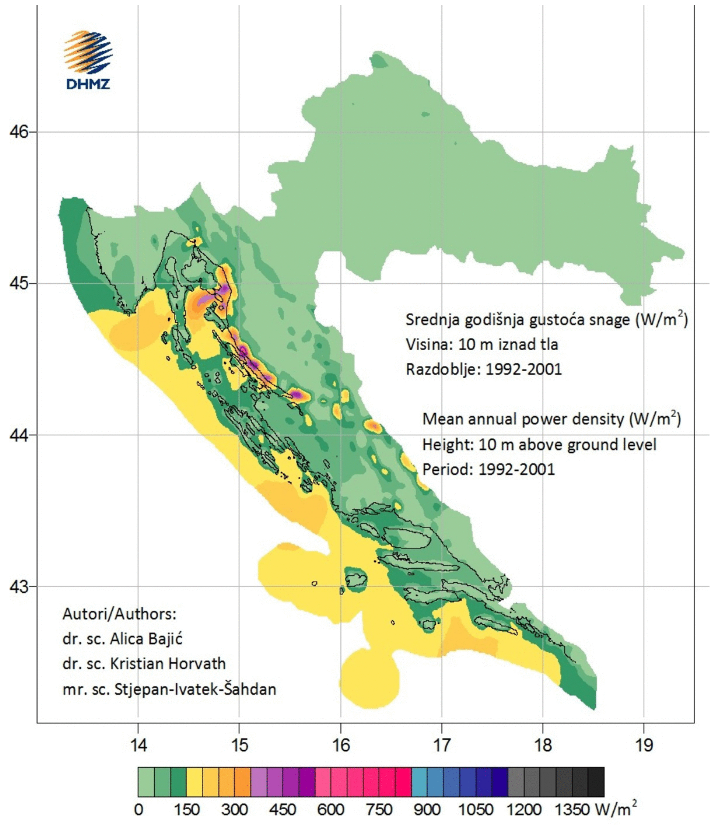 DHMZ
46
45
44
43
Srednja godišnja gustoća snage (W/m²)
Visina: 10 m iznad tla
Razdoblje: 1992-2001
Mean annual power density (W/m²)
Height: 10 m above ground level
Period: 1992-2001
Autori/Authors:
dr. sc. Alica Bajić
dr. sc. Kristian Horvath
mr. sc. Stjepan-Ivatek-Šahdan
14 15 16 17 18 19
0 150 300 450 600 750 900 1050 1200 1350 W/m²